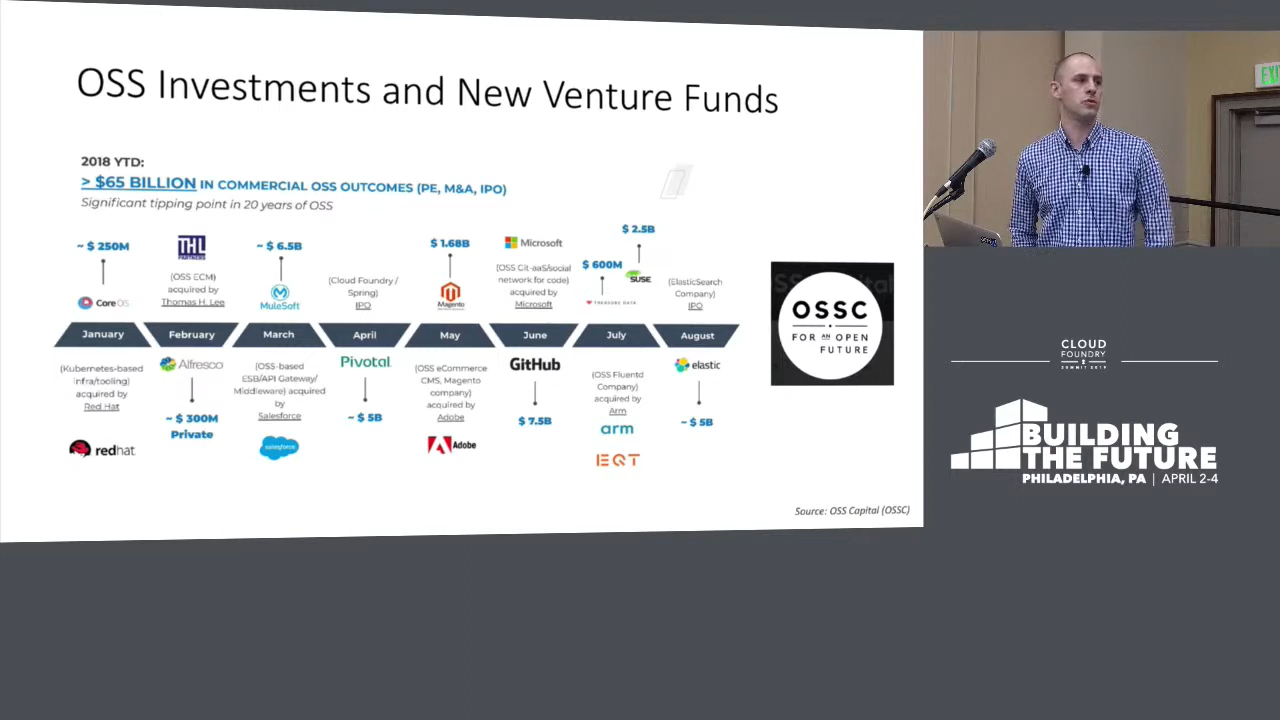 OSS Investments and New Venture Funds
2018 YTD:
> $65 BILLION IN COMMERCIAL OSS OUTCOMES (PE, M&A, IPO)
Significant tipping point in 20 years of OSS
~ $ 250M
CoreOS
January
(Kubernetes-based
infra/tooling)
acquired by
Red Hat
redhat
THL
PARTNERS
(OSS ECM)
acquired by
Thomas H. Lee
February
Alfresco
~ $ 300M
Private
~ $ 6.5B
MuleSoft
March
(OSS-based
ESB/API Gateway/
Middleware) acquired
by
Salesforce
salesforce
(Cloud Foundry /
Spring)
IPO
April
Pivotal
~ $ 5B
$ 1.68B
Magento
May
(OSS eCommerce
CMS, Magento
company)
acquired by
Adobe
Adobe
Microsoft
(OSS Git-aaS/social
network for code)
acquired by
Microsoft
June
GitHub
$ 7.5B
$ 2.5B
$ 600M
SUSE
TREASURE DATA
July
(OSS Fluentd
Company)
acquired by
Arm
arm
EQT
(ElasticSearch
Company)
IPO
August
elastic
~ $ 5B
OSSC
FOR AN OPEN
FUTURE
Source: OSS Capital (OSSC)
EXI
CLOUD
FOUNDRY
SUMMIT 2019
BUILDING
THE FUTURE
PHILADELPHIA, PA | APRIL 2-4